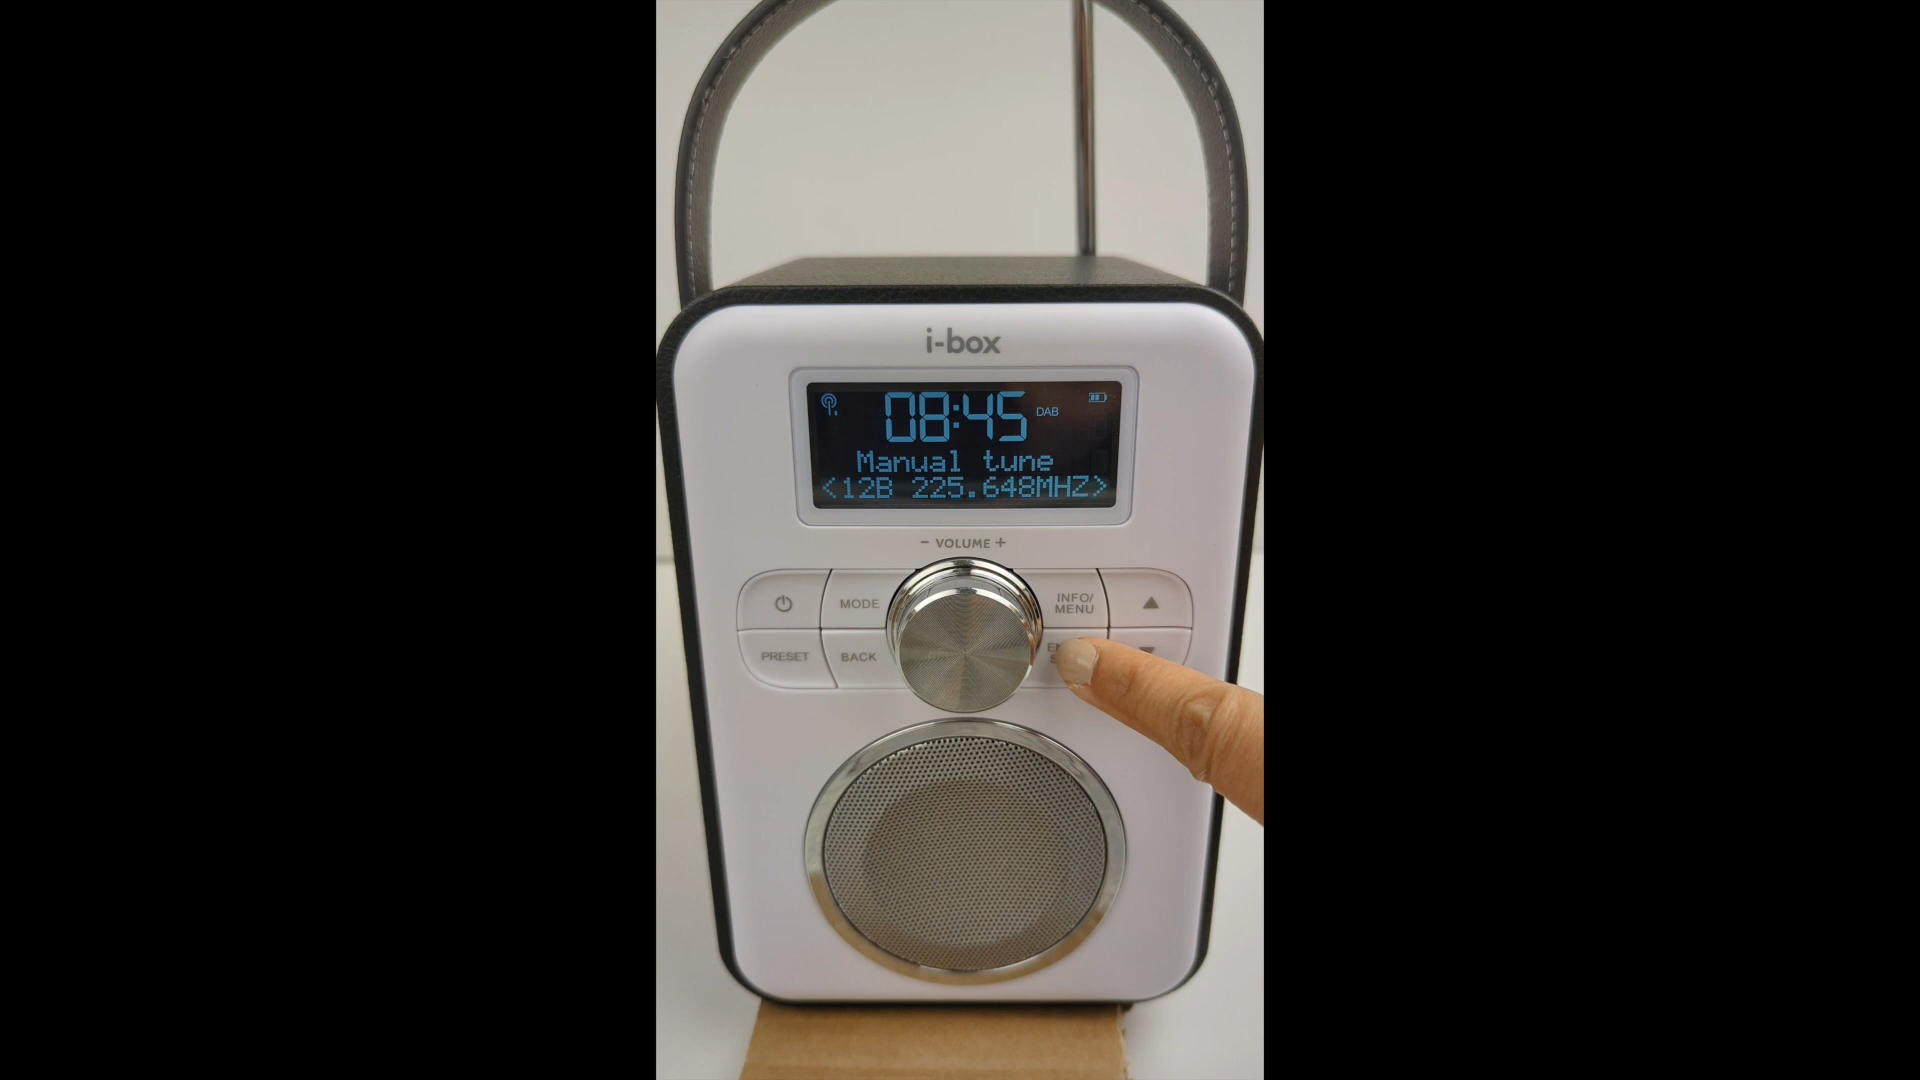 i-box
08:45 DAB
Manual tune
<12B 225.648MHZ>
- VOLUME +
MODE
INFO/
MENU
PRESET
BACK